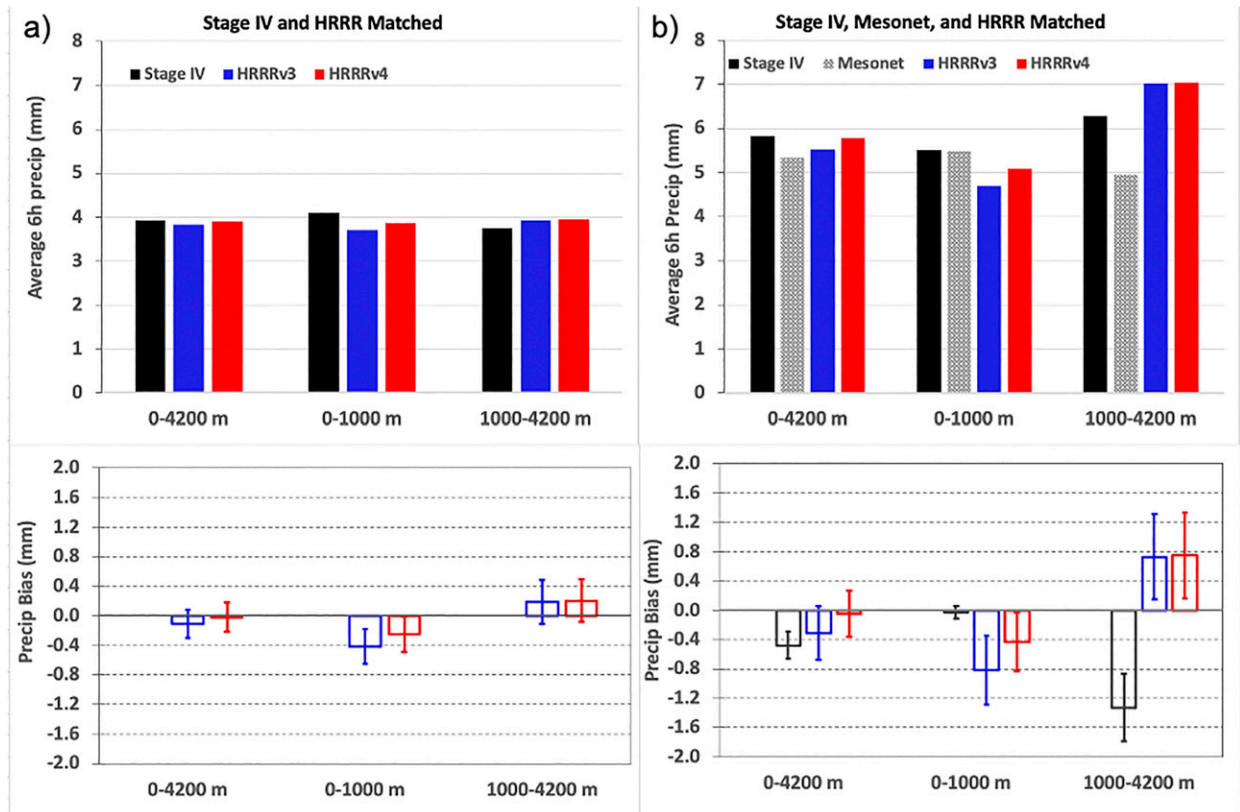 a)
Stage IV and HRRR Matched
Stage IV HRRRv3 HRRRv4
Average 6h precip (mm)
8
7
6
5
4
3
2
1
0
0-4200 m 0-1000 m 1000-4200 m
b)
Stage IV, Mesonet, and HRRR Matched
Stage IV Mesonet HRRRv3 HRRRv4
Average 6h Precip (mm)
8
7
6
5
4
3
2
1
0
0-4200 m 0-1000 m 1000-4200 m
Precip Bias (mm)
2.0
1.6
1.2
0.8
0.4
0.0
-0.4
-0.8
-1.2
-1.6
-2.0
0-4200 m 0-1000 m 1000-4200 m
Precip Bias (mm)
2.0
1.6
1.2
0.8
0.4
0.0
-0.4
-0.8
-1.2
-1.6
-2.0
0-4200 m 0-1000 m 1000-4200 m